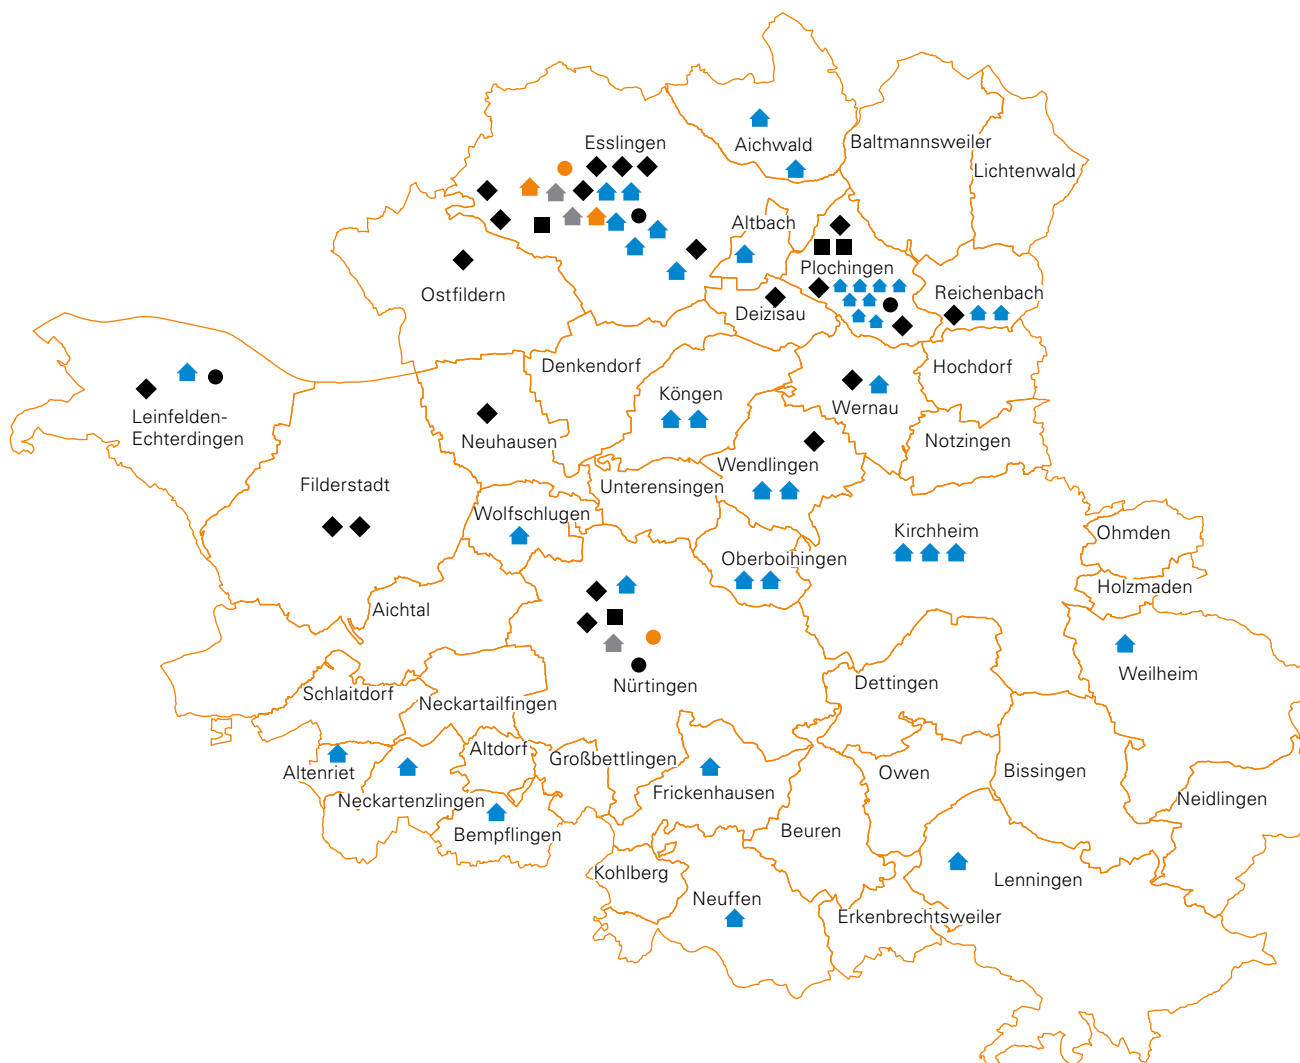 Esslingen
Aichwald
Baltmannsweiler
Lichtenwald
Altbach
Plochingen
Ostfildern
Reichenbach
Deizisau
Denkendorf
Hochdorf
Köngen
Wernau
Leinfelden-
Echterdingen
Neuhausen
Notzingen
Wendlingen
Filderstadt
Unterensingen
Wolfschlugen
Kirchheim
Ohmden
Oberboihingen
Holzmaden
Aichtal
Weilheim
Nürtingen
Dettingen
Schlaitdorf
Neckartailfingen
Altdorf
Großbettlingen
Altenriet
Owen
Bissingen
Frickenhausen
Neckartenzlingen
Neidlingen
Bempflingen
Beuren
Kohlberg
Lenningen
Neuffen
Erkenbrechtsweiler